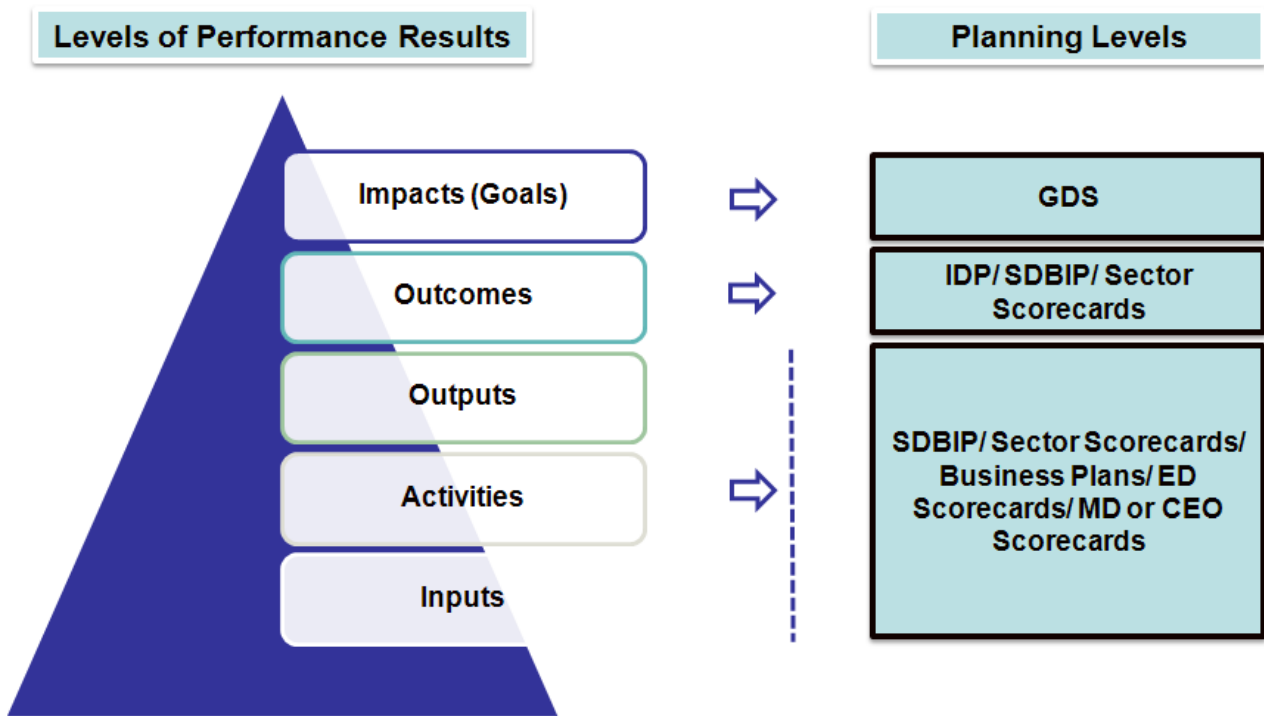 Levels of Performance Results
Planning Levels
Impacts (Goals)
GDS
Outcomes
IDP/ SDBIP/ Sector
Scorecards
Outputs
Activities
Inputs
SDBIP/ Sector Scorecards/
Business Plans/ ED
Scorecards/ MD or CEO
Scorecards